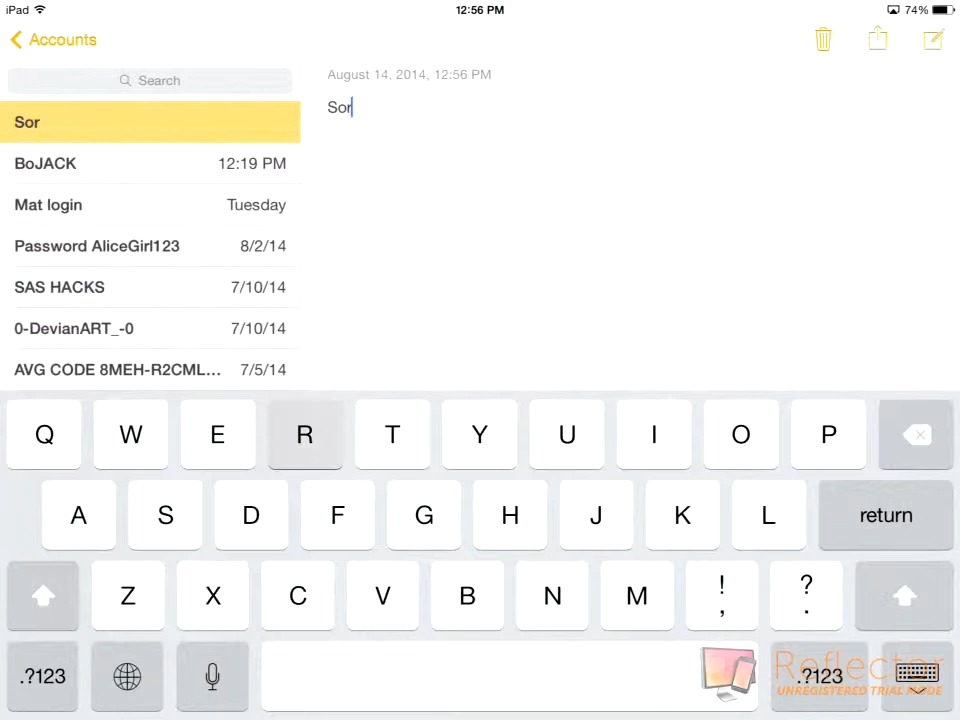 iPad 12:56 PM 74%
Accounts
Search
August 14, 2014, 12:56 PM
Sor
Sor
BoJACK 12:19 PM
Mat login Tuesday
Password AliceGirl123 8/2/14
SAS HACKS 7/10/14
0-DevianART_-0 7/10/14
AVG CODE 8MEH-R2CML... 7/5/14
Q W E R T Y U I O P
A S D F G H J K L return
Z X C V B N M ! , ? .
.?123 .?123
Reflector
UNREGISTERED TRIAL MODE